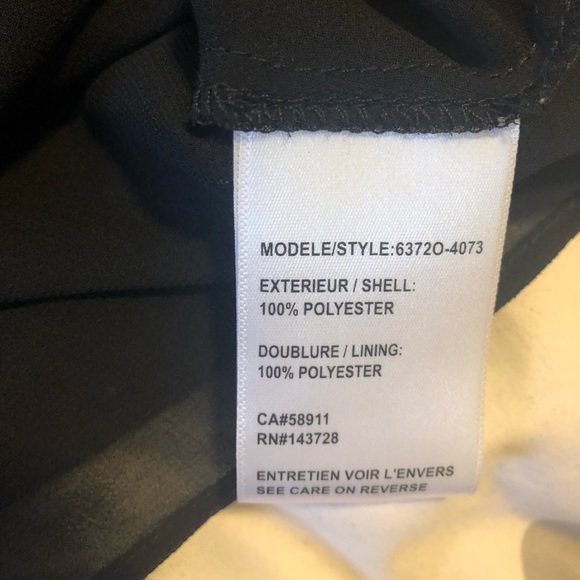 MODELE/STYLE:6372O-4073
EXTERIEUR / SHELL:
100% POLYESTER
DOUBLURE / LINING:
100% POLYESTER
CA#58911
RN#143728
ENTRETIEN VOIR L'ENVERS
SEE CARE ON REVERSE